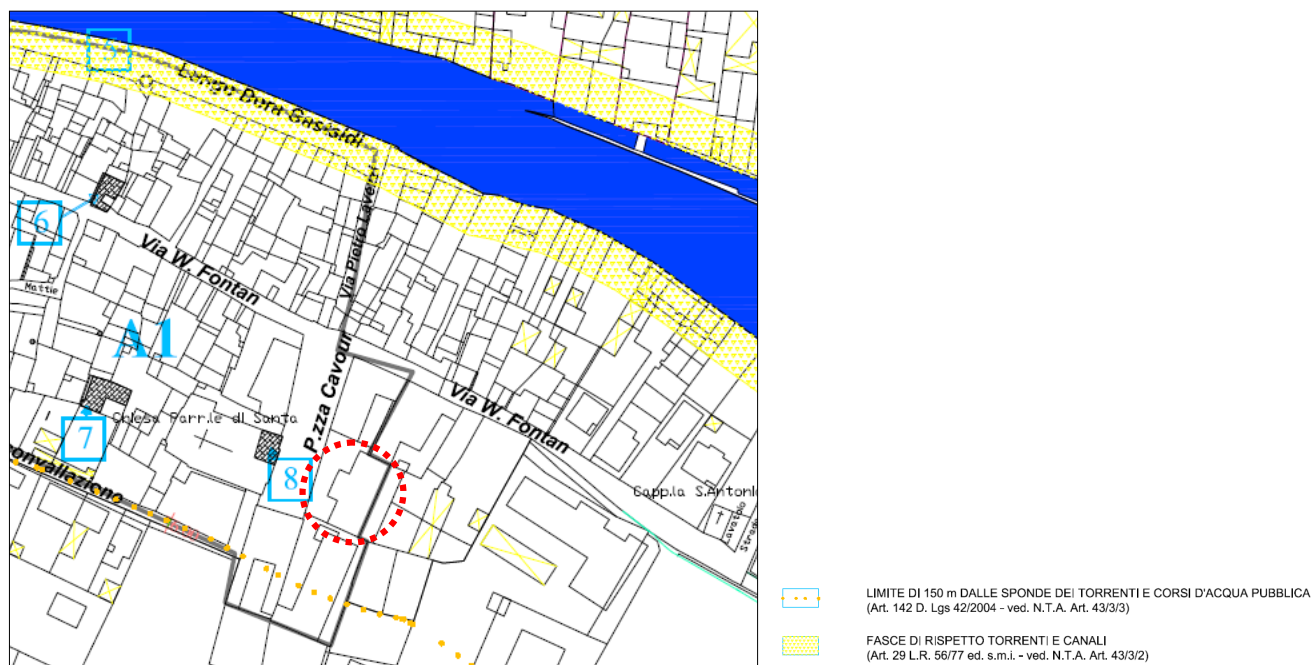 5
Lungo Dora
6
Via W. Fontan
Via Pietro
Mattie
A1
P.zza Cavour
Via W. Fontan
Chiesa Parr.le di Santa
7
8
Capp.la S.Antonio
Lavatoio
LIMITE DI 150 m DALLE SPONDE DEI TORRENTI E CORSI D'ACQUA PUBBLICA
(Art. 142 D. Lgs 42/2004 - ved. N.T.A. Art. 43/3/3)
FASCE DI RISPETTO TORRENTI E CANALI
(Art. 29 L.R. 56/77 ed. s.m.i. - ved. N.T.A. Art. 43/3/2)